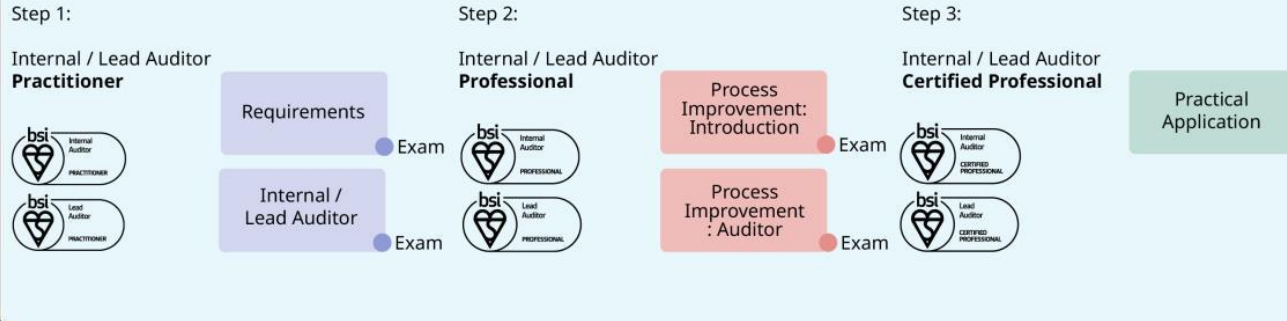 Step 1:
Internal / Lead Auditor
Practitioner
bsi
Internal
Auditor
PRACTITIONER
bsi
Lead
Auditor
PRACTITIONER
Requirements
Exam
Internal /
Lead Auditor
Exam
Step 2:
Internal / Lead Auditor
Professional
bsi
Internal
Auditor
PROFESSIONAL
bsi
Lead
Auditor
PROFESSIONAL
Process
Improvement:
Introduction
Exam
Process
Improvement
: Auditor
Exam
Step 3:
Internal / Lead Auditor
Certified Professional
bsi
Internal
Auditor
CERTIFIED
PROFESSIONAL
bsi
Lead
Auditor
CERTIFIED
PROFESSIONAL
Practical
Application